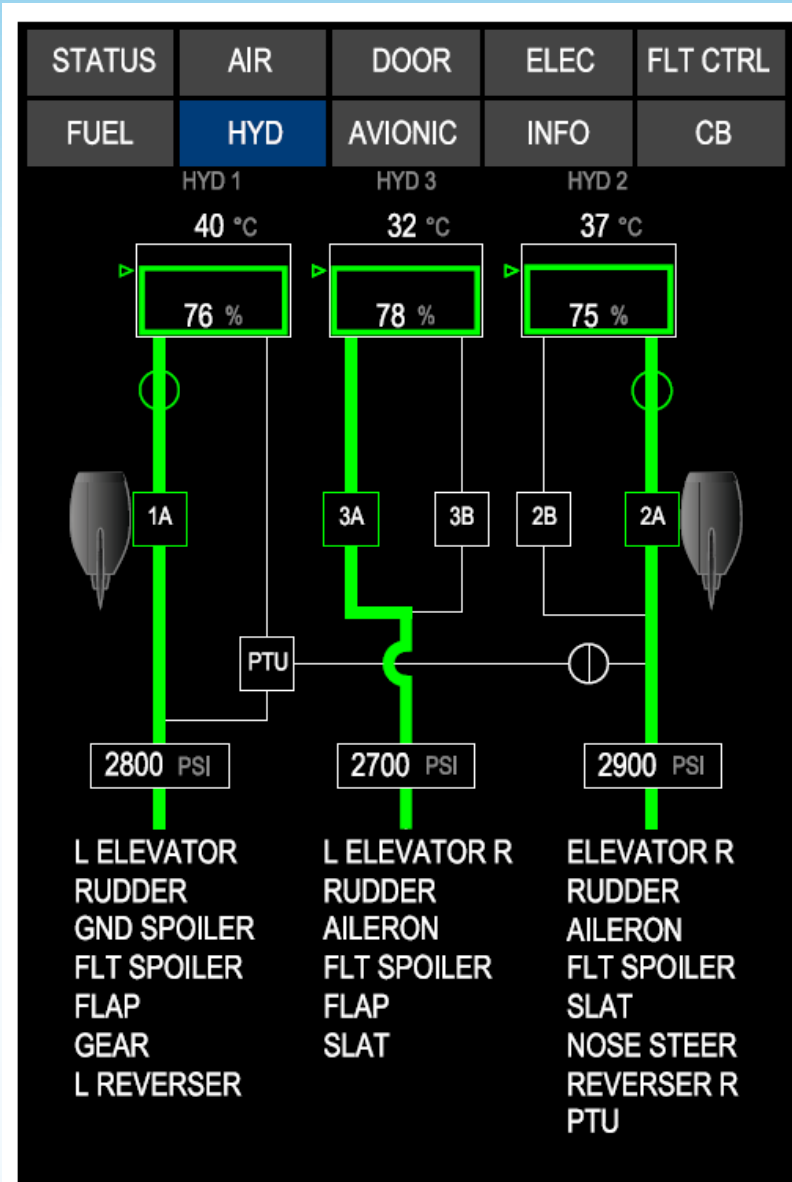 STATUS AIR DOOR ELEC FLT CTRL
FUEL HYD AVIONIC INFO CB
HYD 1 HYD 3 HYD 2
40 °C 32 °C 37 °C
76 % 78 % 75 %
1A 3A 3B 2B 2A
PTU
2800 PSI 2700 PSI 2900 PSI
L ELEVATOR
RUDDER
GND SPOILER
FLT SPOILER
FLAP
GEAR
L REVERSER
L ELEVATOR R
RUDDER
AILERON
FLT SPOILER
FLAP
SLAT
ELEVATOR R
RUDDER
AILERON
FLT SPOILER
SLAT
NOSE STEER
REVERSER R
PTU